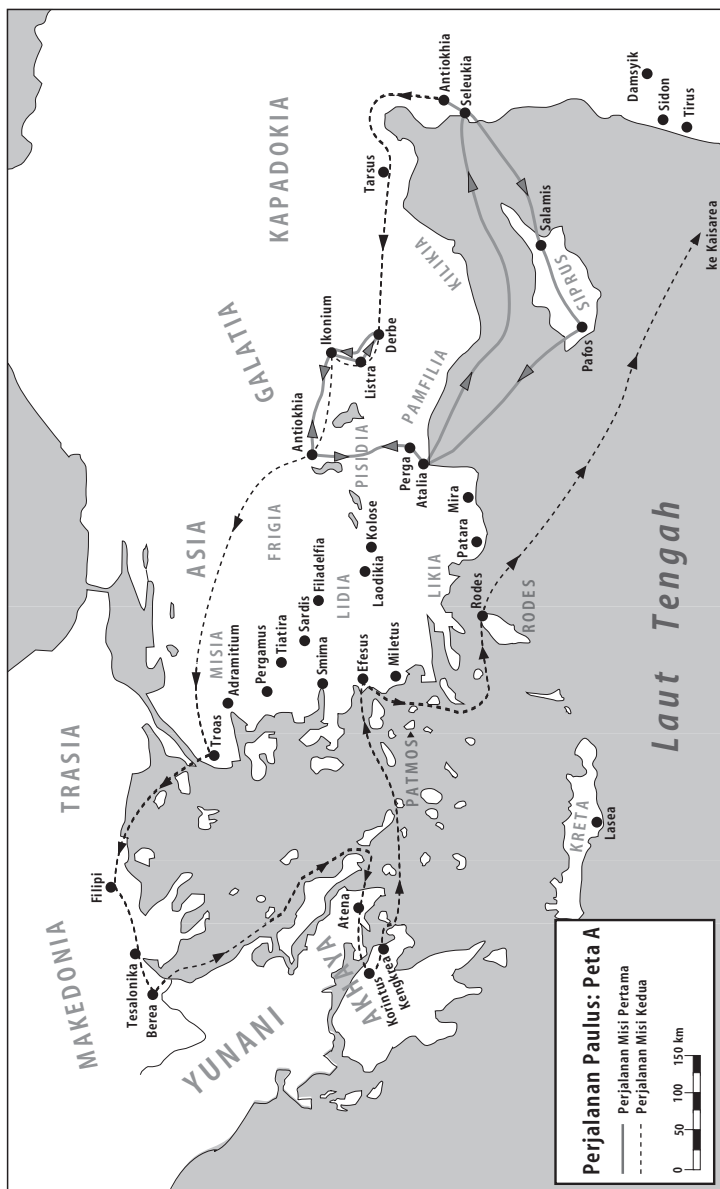 MAKEDONIA
TRASIA
Filipi
Tesalonika
Berea
YUNANI
AKHAYA
Atena
Korintus
Kengkrea
Troas
MISIA
Adramitium
Pergamus
Tiatira
Sardis
Filadelfia
Smirna
LIDIA
ASIA
FRIGIA
Efesus
Miletus
Laodikia
Kolose
PATMOS
LIKIA
Patara
Mira
Rodes
RODES
KRETA
Lasea
GALATIA
KAPADOKIA
Antiokhia
PISIDIA
Ikonium
Listra
Derbe
Perga
Atalia
PAMFILIA
KILIKIA
Tarsus
Antiokhia
Seleukia
Salamis
SIPRUS
Pafos
Damsyik
Sidon
Tirus
ke Kaisarea
Laut Tengah
Perjalanan Paulus: Peta A
Perjalanan Misi Pertama
Perjalanan Misi Kedua
0 50 100 150 km